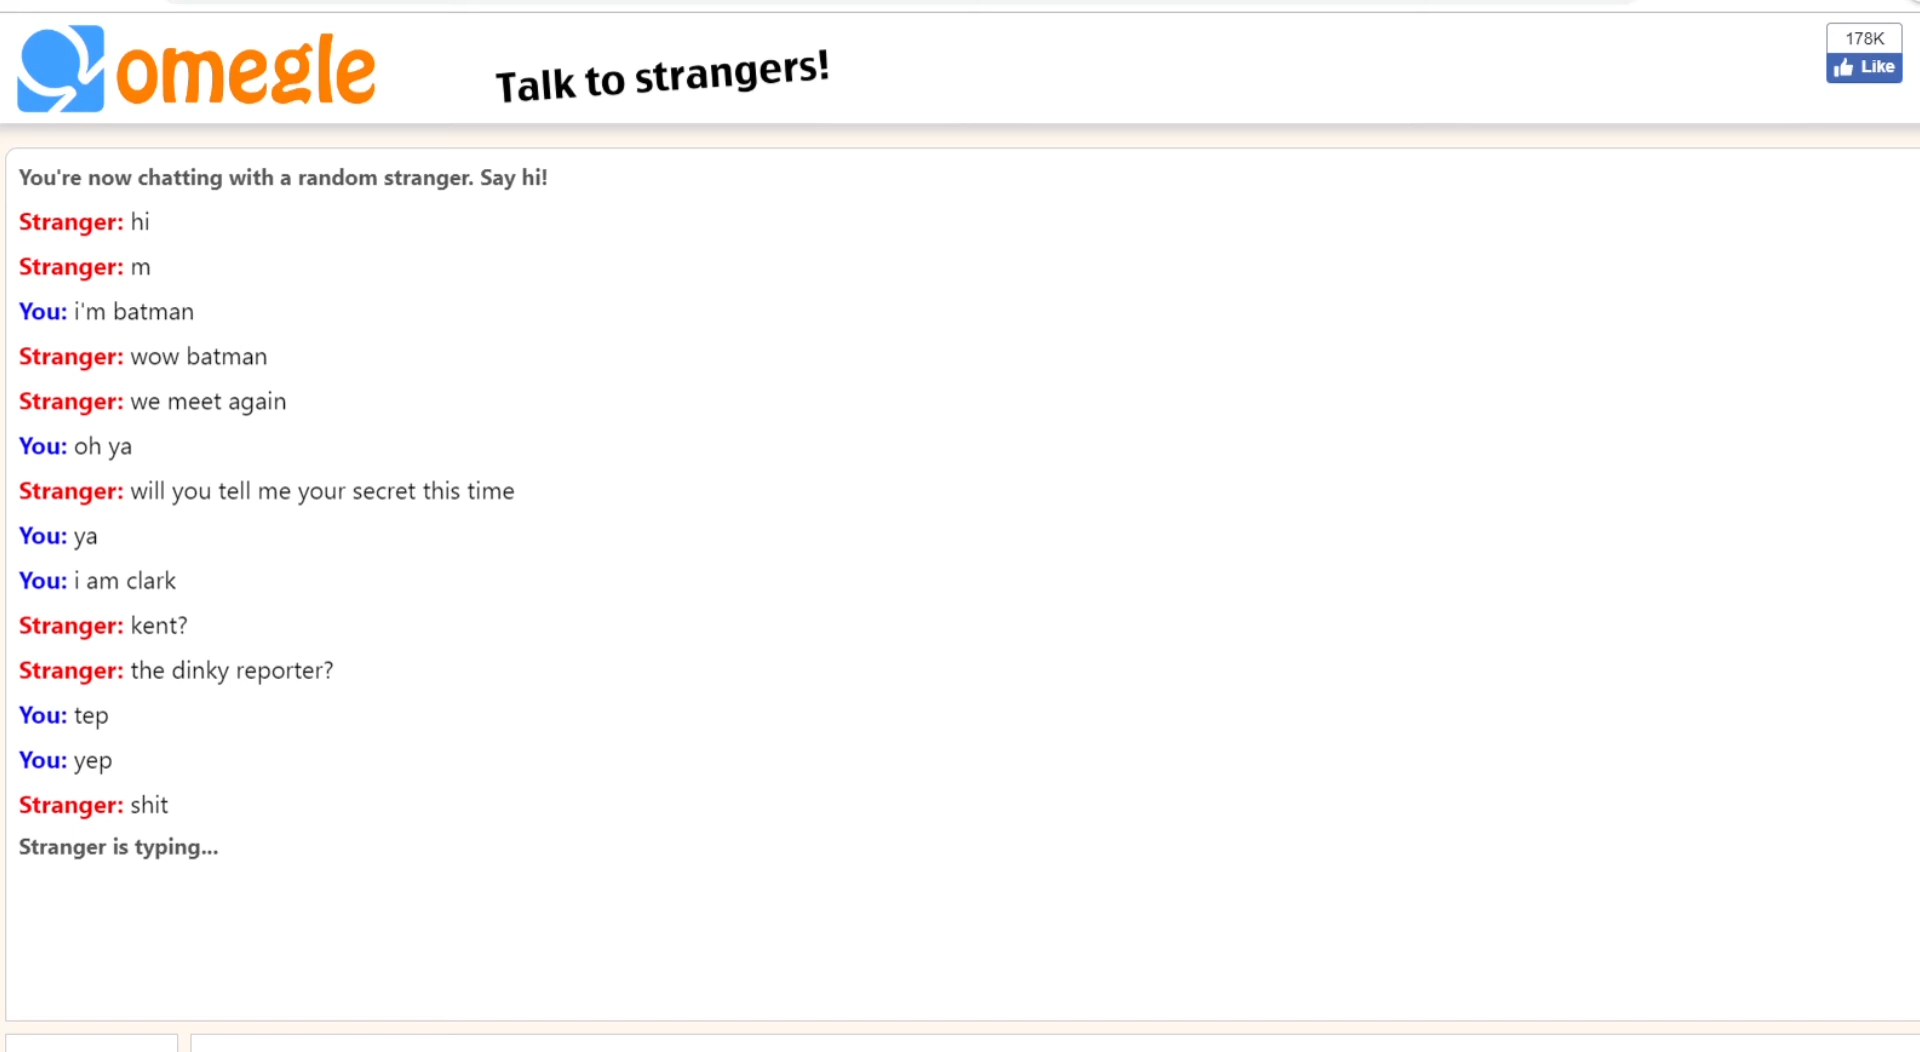 omegle
Talk to strangers!
178K
Like
You're now chatting with a random stranger. Say hi!
Stranger: hi
Stranger: m
You: i'm batman
Stranger: wow batman
Stranger: we meet again
You: oh ya
Stranger: will you tell me your secret this time
You: ya
You: i am clark
Stranger: kent?
Stranger: the dinky reporter?
You: tep
You: yep
Stranger: shit
Stranger is typing...